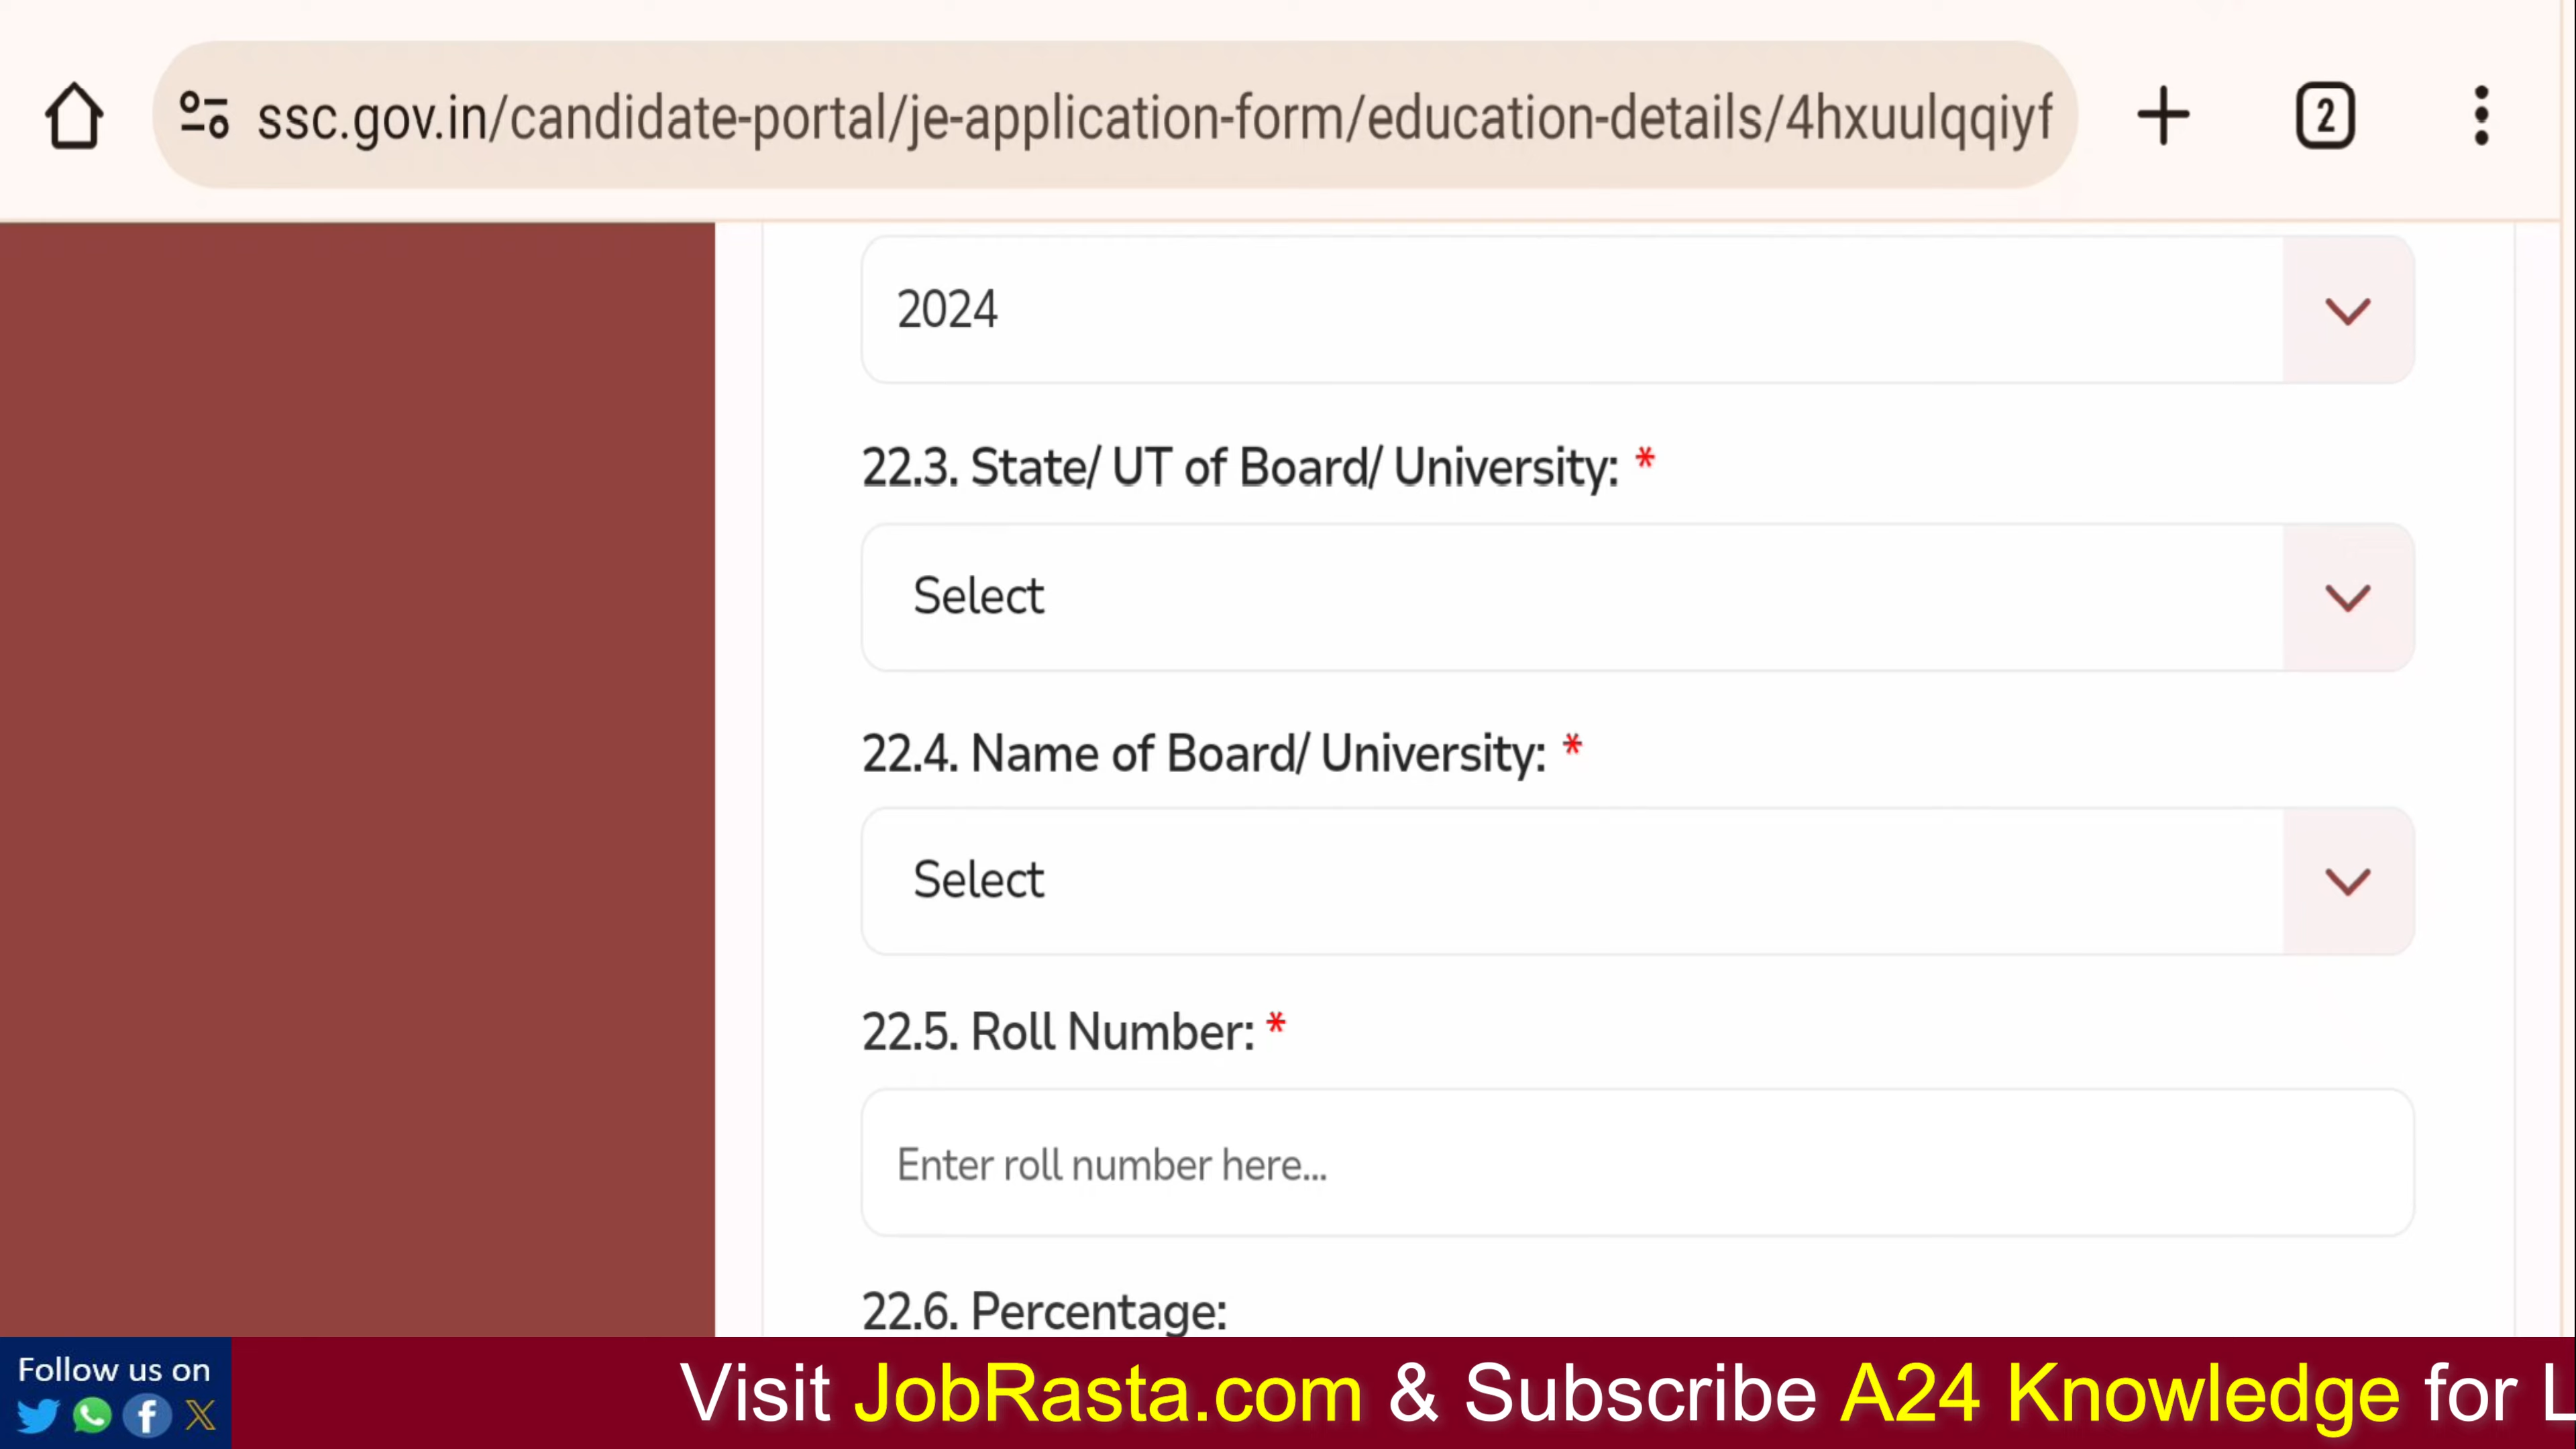 ssc.gov.in/candidate-portal/je-application-form/education-details/4hxuulqqiyf
2
2024
22.3. State/ UT of Board/ University: *
Select
22.4. Name of Board/ University: *
Select
22.5. Roll Number: *
Enter roll number here...
22.6. Percentage:
Follow us on
Visit JobRasta.com & Subscribe A24 Knowledge for L